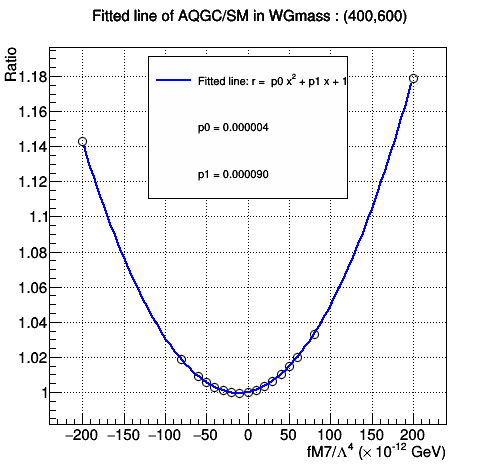 Fitted line of AQGC/SM in WGmass : (400,600)
Ratio
Fitted line: r = p0 x² + p1 x + 1
p0 = 0.000004
p1 = 0.000090
1.18
1.16
1.14
1.12
1.1
1.08
1.06
1.04
1.02
1
−200 −150 −100 −50 0 50 100 150 200
fM7/Λ⁴ (× 10⁻¹² GeV)